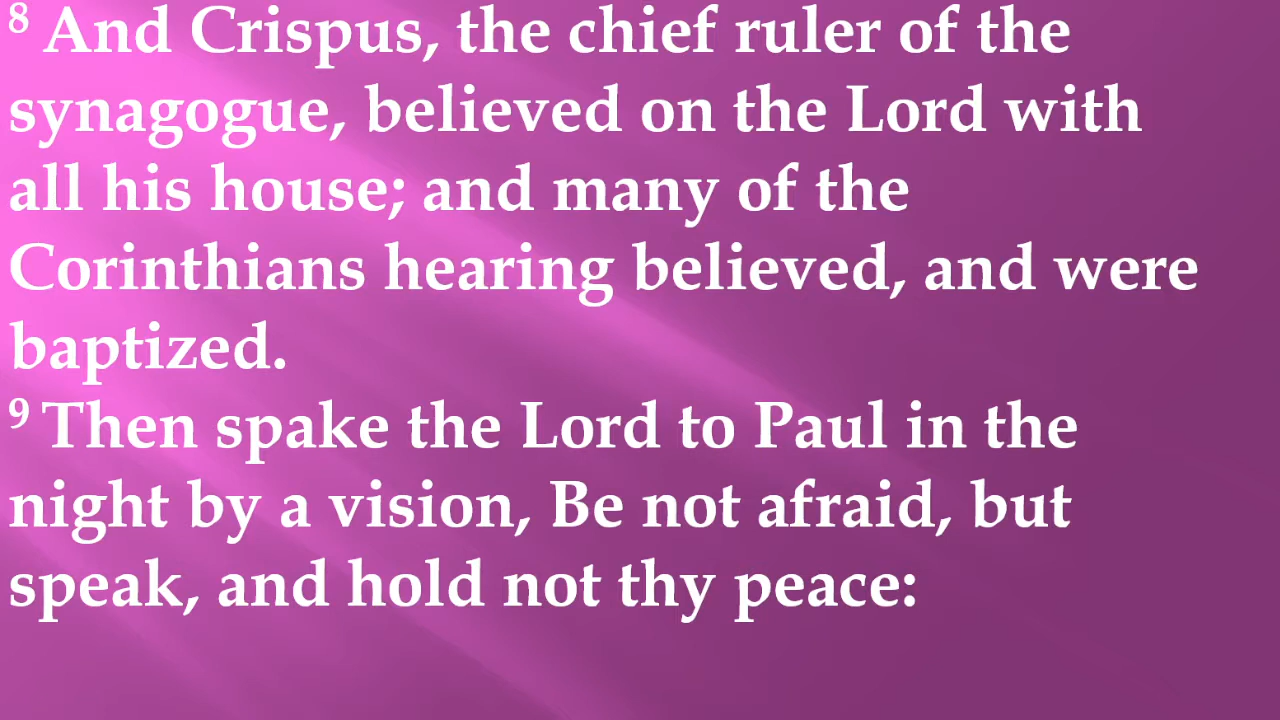 8 And Crispus, the chief ruler of the
synagogue, believed on the Lord with
all his house; and many of the
Corinthians hearing believed, and were
baptized.
9 Then spake the Lord to Paul in the
night by a vision, Be not afraid, but
speak, and hold not thy peace: